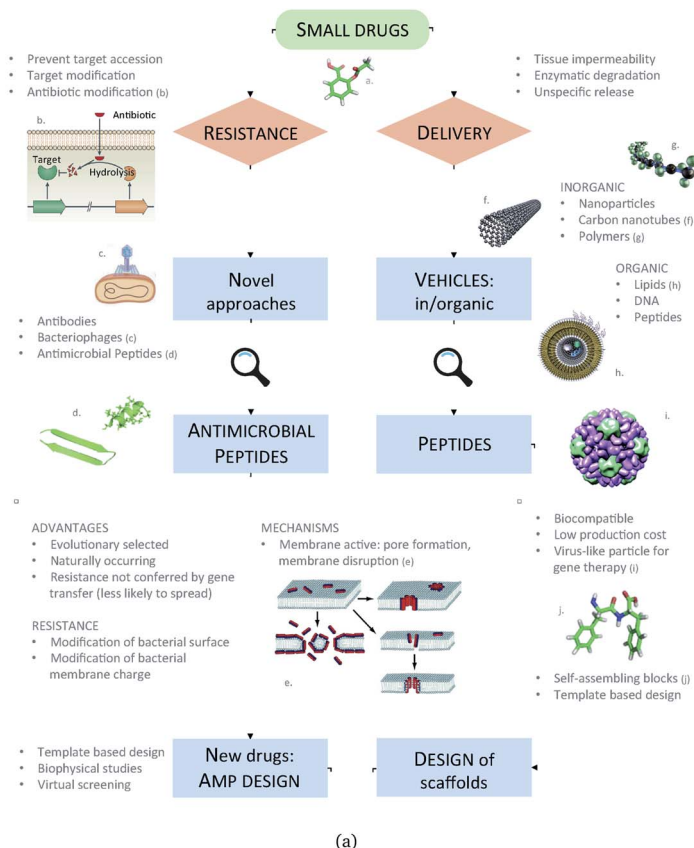 SMALL DRUGS
• Prevent target accession
• Target modification
• Antibiotic modification (b)
a.
• Tissue impermeability
• Enzymatic degradation
• Unspecific release
b.
Antibiotic
Target
Hydrolysis
RESISTANCE
DELIVERY
g.
f.
INORGANIC
• Nanoparticles
• Carbon nanotubes (f)
• Polymers (g)
c.
Novel
approaches
VEHICLES:
in/organic
ORGANIC
• Lipids (h)
• DNA
• Peptides
• Antibodies
• Bacteriophages (c)
• Antimicrobial Peptides (d)
h.
d.
ANTIMICROBIAL
PEPTIDES
PEPTIDES
i.
ADVANTAGES
• Evolutionary selected
• Naturally occurring
• Resistance not conferred by gene
transfer (less likely to spread)
RESISTANCE
• Modification of bacterial surface
• Modification of bacterial
membrane charge
MECHANISMS
• Membrane active: pore formation,
membrane disruption (e)
e.
• Biocompatible
• Low production cost
• Virus-like particle for
gene therapy (i)
j.
• Self-assembling blocks (j)
• Template based design
• Template based design
• Biophysical studies
• Virtual screening
New drugs:
AMP DESIGN
DESIGN of
scaffolds
(a)